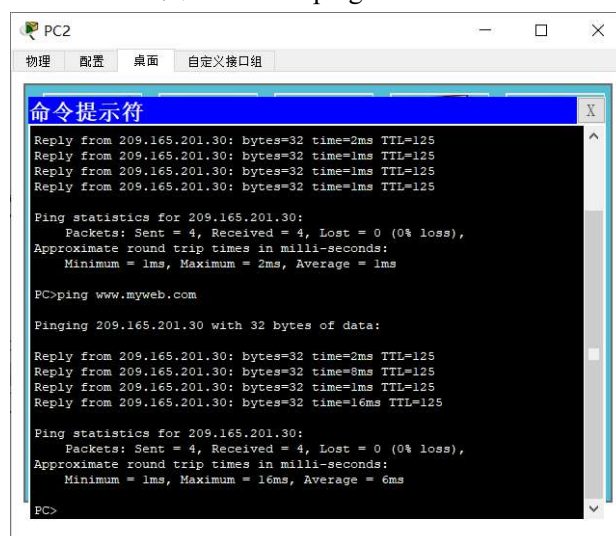 ping
PC2
物理 配置 桌面 自定义接口组
命令提示符 X
Reply from 209.165.201.30: bytes=32 time=2ms TTL=125
Reply from 209.165.201.30: bytes=32 time=1ms TTL=125
Reply from 209.165.201.30: bytes=32 time=1ms TTL=125
Reply from 209.165.201.30: bytes=32 time=1ms TTL=125
Ping statistics for 209.165.201.30:
Packets: Sent = 4, Received = 4, Lost = 0 (0% loss),
Approximate round trip times in milli-seconds:
Minimum = 1ms, Maximum = 2ms, Average = 1ms
PC>ping www.myweb.com
Pinging 209.165.201.30 with 32 bytes of data:
Reply from 209.165.201.30: bytes=32 time=2ms TTL=125
Reply from 209.165.201.30: bytes=32 time=8ms TTL=125
Reply from 209.165.201.30: bytes=32 time=1ms TTL=125
Reply from 209.165.201.30: bytes=32 time=16ms TTL=125
Ping statistics for 209.165.201.30:
Packets: Sent = 4, Received = 4, Lost = 0 (0% loss),
Approximate round trip times in milli-seconds:
Minimum = 1ms, Maximum = 16ms, Average = 6ms
PC>